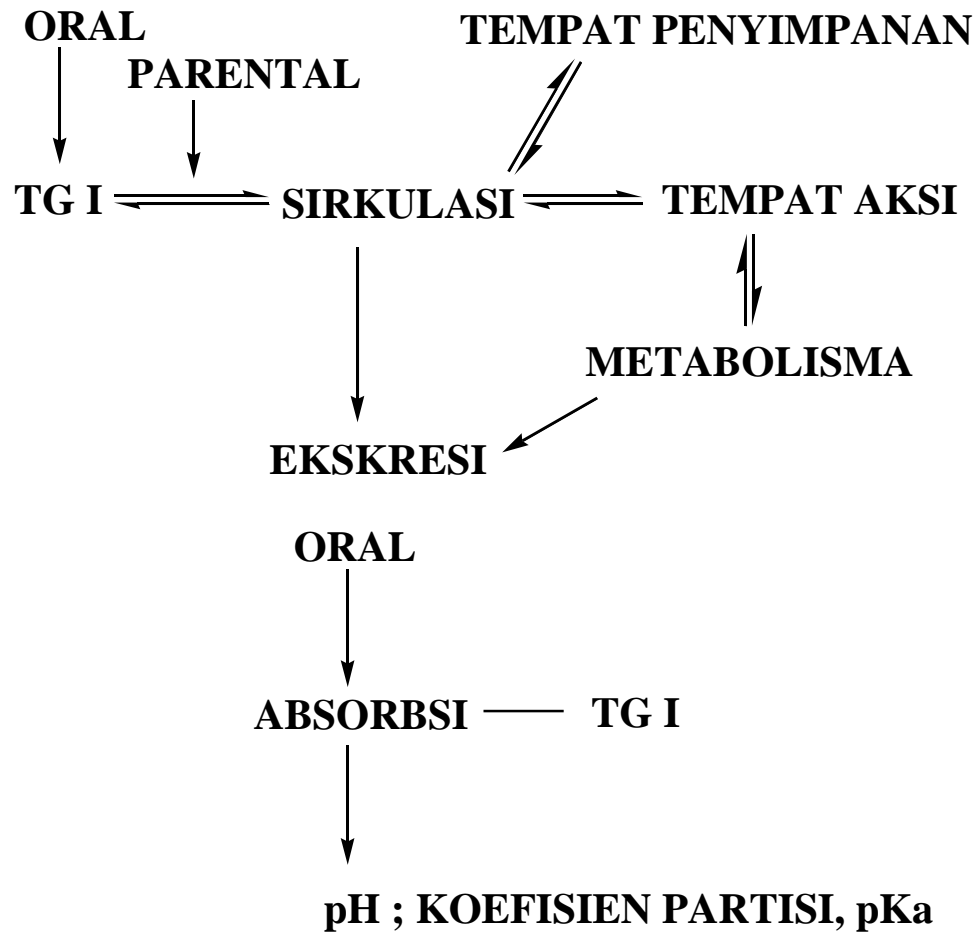 ORAL
TEMPAT PENYIMPANAN
PARENTAL
TG I
SIRKULASI
TEMPAT AKSI
METABOLISMA
EKSKRESI
ORAL
ABSORBSI
TG I
pH ; KOEFISIEN PARTISI, pKa